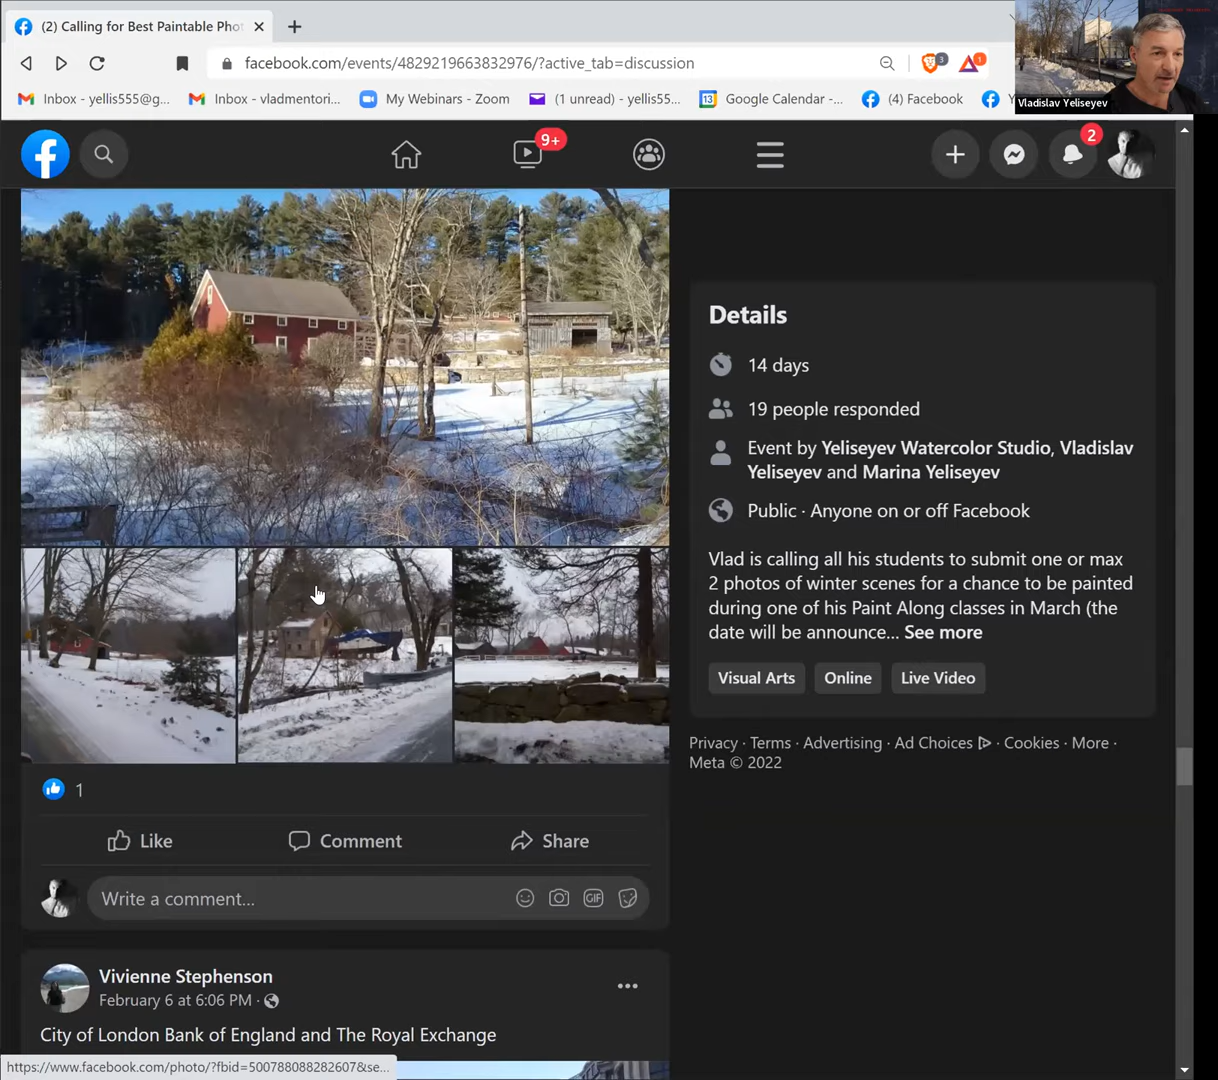 (2) Calling for Best Paintable Pho
facebook.com/events/4829219663832976/?active_tab=discussion
3
1
Vladislav Yeliseyev
Inbox - yellis555@g...
Inbox - vladmentori...
My Webinars - Zoom
(1 unread) - yellis55...
13
Google Calendar -...
(4) Facebook
9+
2
Details
14 days
19 people responded
Event by Yeliseyev Watercolor Studio, Vladislav
Yeliseyev and Marina Yeliseyev
Public · Anyone on or off Facebook
Vlad is calling all his students to submit one or max
2 photos of winter scenes for a chance to be painted
during one of his Paint Along classes in March (the
date will be announce... See more
Visual Arts
Online
Live Video
Privacy · Terms · Advertising · Ad Choices · Cookies · More ·
Meta © 2022
1
Like
Comment
Share
Write a comment...
GIF
Vivienne Stephenson
February 6 at 6:06 PM ·
City of London Bank of England and The Royal Exchange
https://www.facebook.com/photo/?fbid=500788088282607&se...